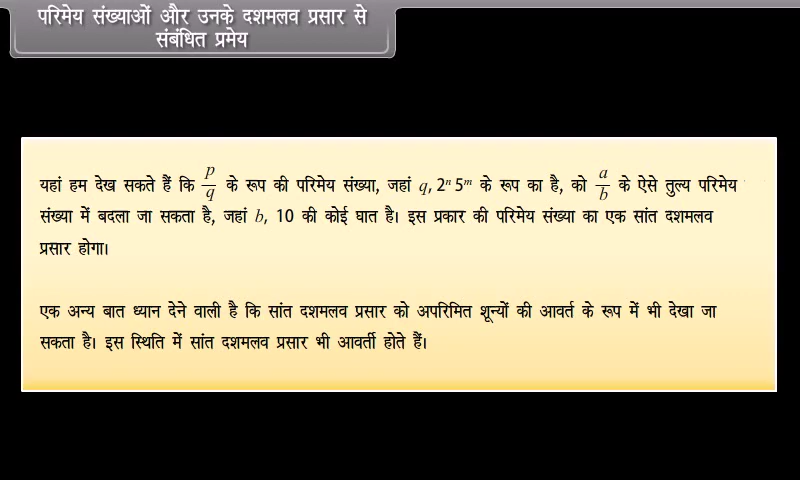 परिमेय संख्याओं और उनके दशमलव प्रसार से
संबंधित प्रमेय
यहां हम देख सकते हैं कि p/q के रूप की परिमेय संख्या, जहां q, 2ⁿ 5ᵐ के रूप का है, को a/b के ऐसे तुल्य परिमेय
संख्या में बदला जा सकता है, जहां b, 10 की कोई घात है। इस प्रकार की परिमेय संख्या का एक सांत दशमलव
प्रसार होगा।
एक अन्य बात ध्यान देने वाली है कि सांत दशमलव प्रसार को अपरिमित शून्यों की आवर्त के रूप में भी देखा जा
सकता है। इस स्थिति में सांत दशमलव प्रसार भी आवर्ती होते हैं।